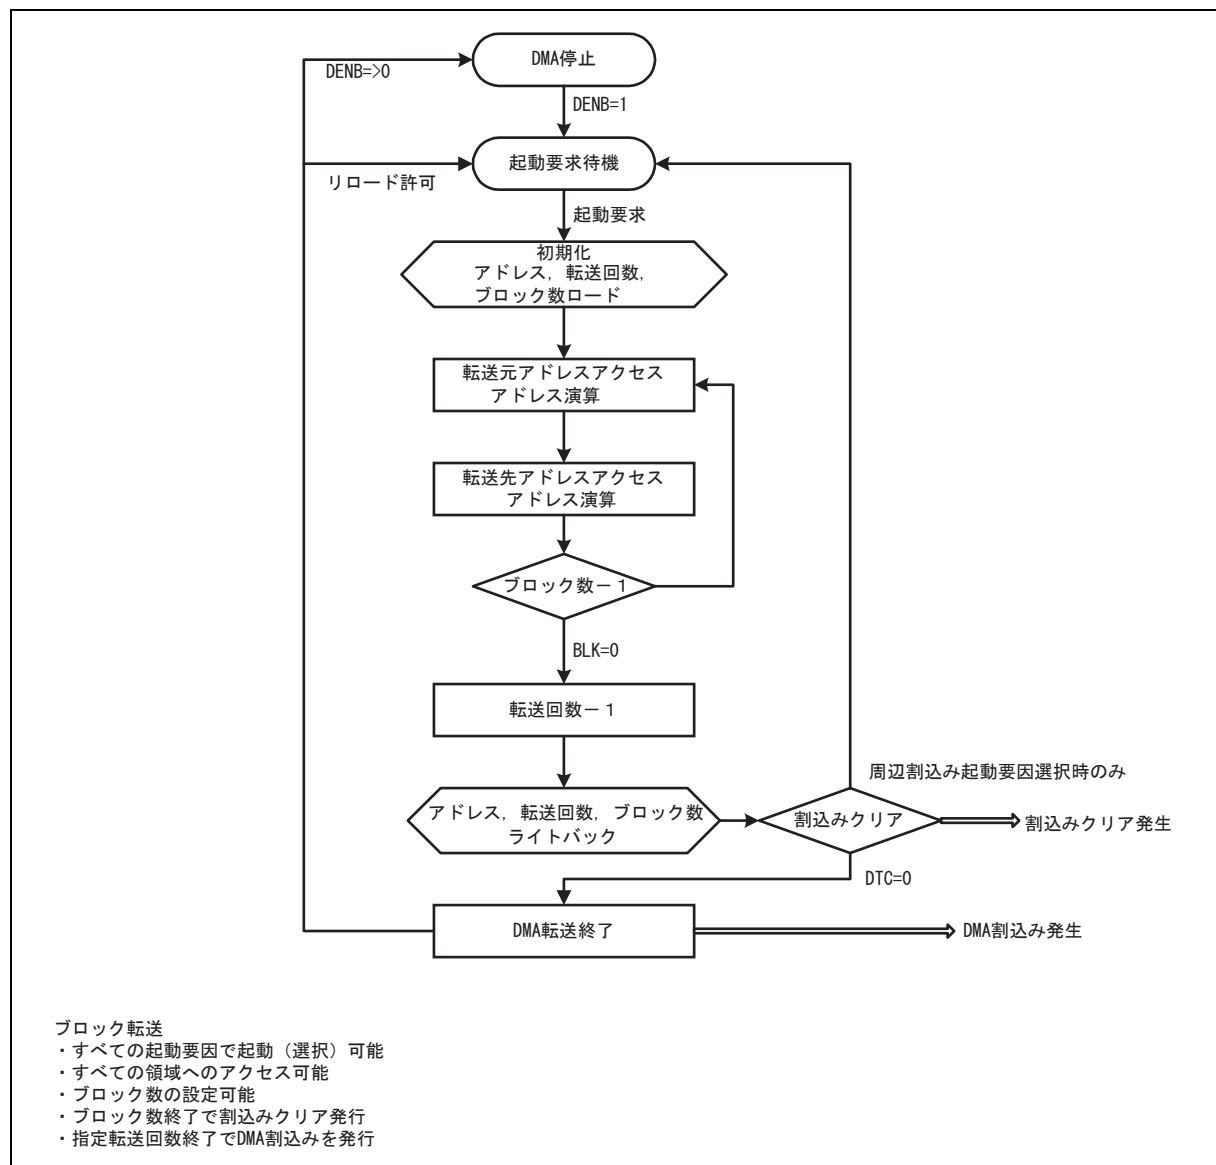 DMA停止
DENB=>0
DENB=1
起動要求待機
リロード許可
起動要求
初期化
アドレス, 転送回数,
ブロック数ロード
転送元アドレスアクセス
アドレス演算
転送先アドレスアクセス
アドレス演算
ブロック数－１
BLK=0
転送回数－１
周辺割込み起動要因選択時のみ
アドレス, 転送回数, ブロック数
ライトバック
割込みクリア
割込みクリア発生
DTC=0
DMA転送終了
DMA割込み発生
ブロック転送
・すべての起動要因で起動（選択）可能
・すべての領域へのアクセス可能
・ブロック数の設定可能
・ブロック数終了で割込みクリア発行
・指定転送回数終了でDMA割込みを発行